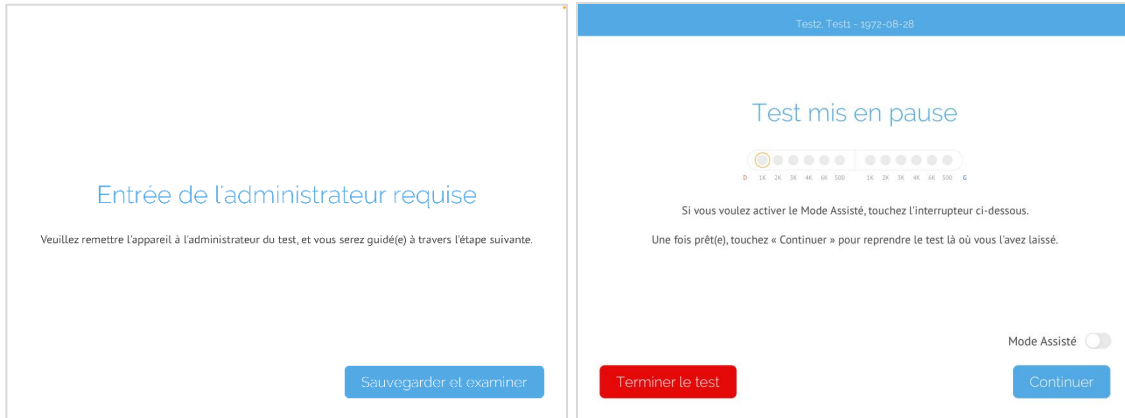 Entrée de l'administrateur requise
Veuillez remettre l'appareil à l'administrateur du test, et vous serez guidé(e) à travers l'étape suivante.
Sauvegarder et examiner
Test2, Test1 - 1972-08-28
Test mis en pause
D 1K 2K 3K 4K 6K 500 1K 2K 3K 4K 6K 500 G
Si vous voulez activer le Mode Assisté, touchez l'interrupteur ci-dessous.
Une fois prêt(e), touchez « Continuer » pour reprendre le test là où vous l'avez laissé.
Mode Assisté
Terminer le test
Continuer